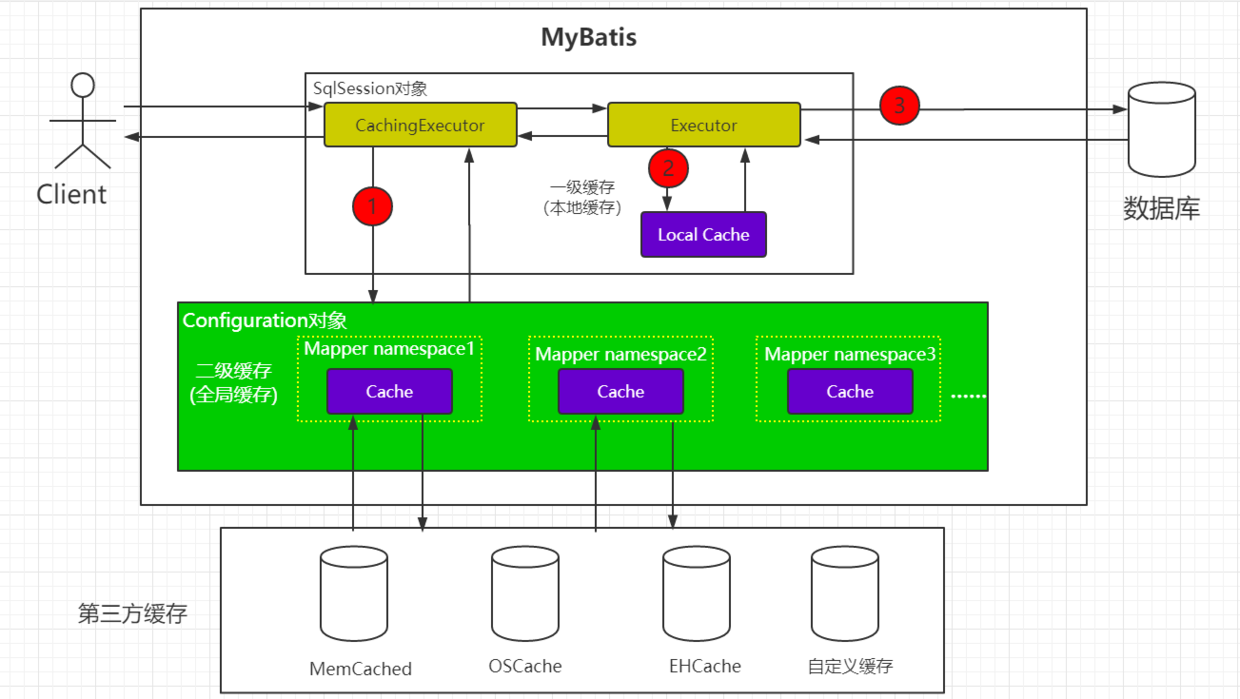 MyBatis
SqlSession对象
CachingExecutor
Executor
3
Client
1
2
一级缓存
(本地缓存)
Local Cache
数据库
Configuration对象
二级缓存
(全局缓存)
Mapper namespace1
Cache
Mapper namespace2
Cache
Mapper namespace3
Cache
......
第三方缓存
MemCached
OSCache
EHCache
自定义缓存